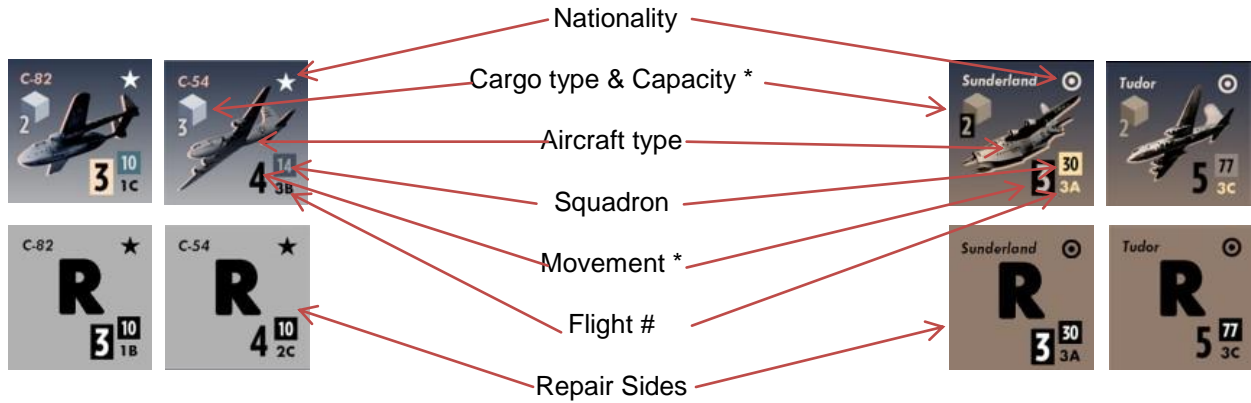 Nationality
Cargo type & Capacity *
Aircraft type
Squadron
Movement *
Flight #
Repair Sides
C-82
2
3 10
1C
C-54
3
4 14
3B
Sunderland
2
3 30
3A
Tudor
2
5 77
3C
C-82
R
3 10
1B
C-54
R
4 10
2C
Sunderland
R
3 30
3A
Tudor
R
5 77
3C